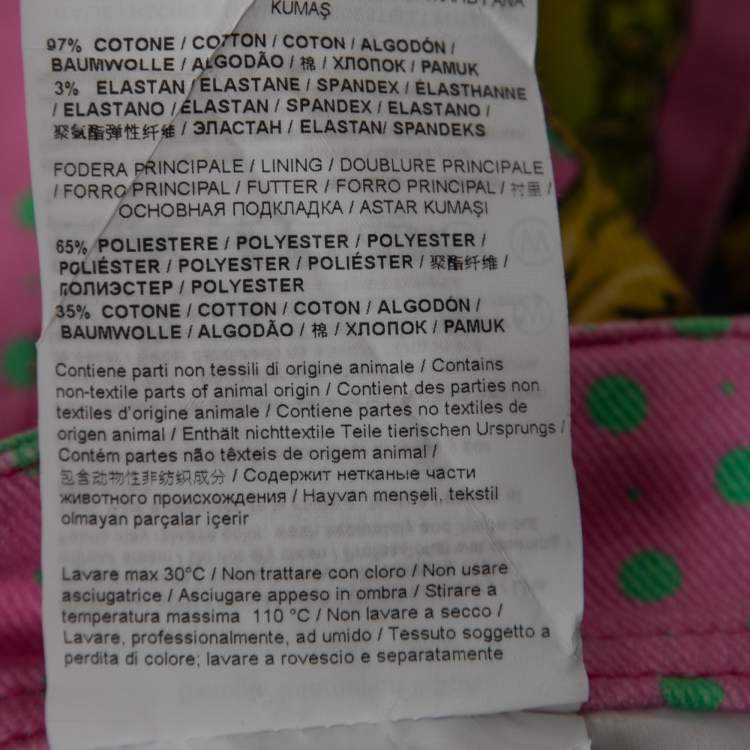 KUMAŞ
97% COTONE / COTTON / COTON / ALGODÓN /
BAUMWOLLE / ALGODÃO / 棉 / ХЛОПОК / PAMUK
3% ELASTAN / ELASTANE / SPANDEX / ÉLASTHANNE
/ ELASTANO / ELASTAN / SPANDEX / ELASTANO /
聚氨酯弹性纤维 / ЭЛАСТАН / ELASTAN/ SPANDEKS
FODERA PRINCIPALE / LINING / DOUBLURE PRINCIPALE
/ FORRO PRINCIPAL / FUTTER / FORRO PRINCIPAL / 衬里 /
ОСНОВНАЯ ПОДКЛАДКА / ASTAR KUMAŞI
65% POLIESTERE / POLYESTER / POLYESTER /
POLIÉSTER / POLYESTER / POLIÉSTER / 聚酯纤维 /
ПОЛИЭСТЕР / POLYESTER
35% COTONE / COTTON / COTON / ALGODÓN /
BAUMWOLLE / ALGODÃO / 棉 / ХЛОПОК / PAMUK
Contiene parti non tessili di origine animale / Contains
non-textile parts of animal origin / Contient des parties non
textiles d'origine animale / Contiene partes no textiles de
origen animal / Enthält nichttextile Teile tierischen Ursprungs /
Contém partes não têxteis de origem animal /
包含动物性非纺织成分 / Содержит нетканые части
животного происхождения / Hayvan menşeli, tekstil
olmayan parçalar içerir
Lavare max 30°C / Non trattare con cloro / Non usare
asciugatrice / Asciugare appeso in ombra / Stirare a
temperatura massima 110 °C / Non lavare a secco /
Lavare, professionalmente, ad umido / Tessuto soggetto a
perdita di colore; lavare a rovescio e separatamente